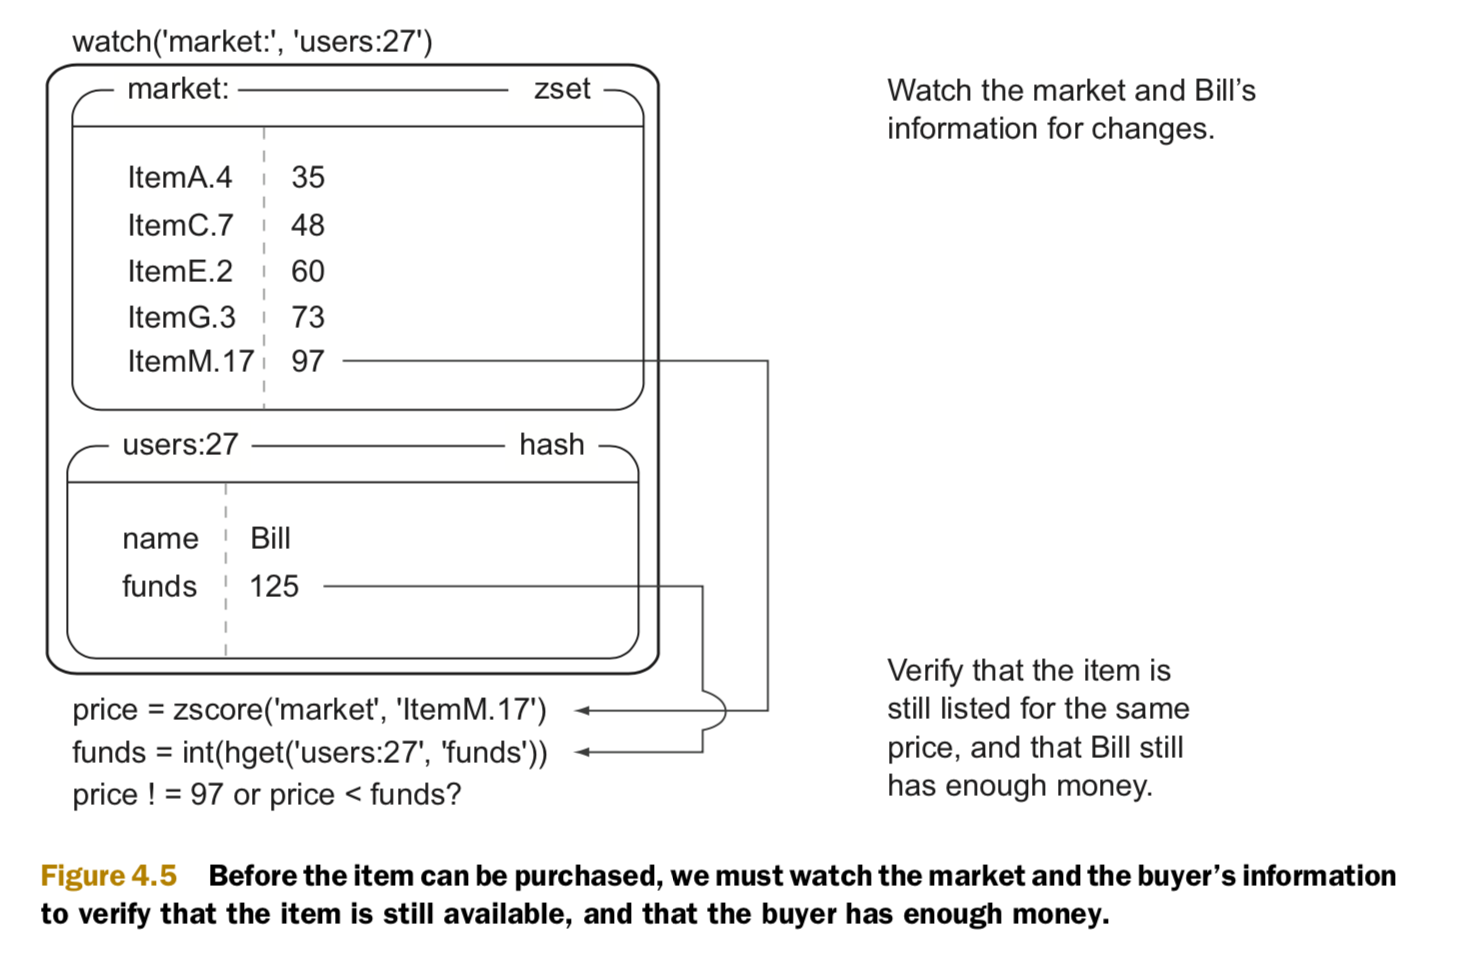 watch('market:', 'users:27')
market: zset
ItemA.4 35
ItemC.7 48
ItemE.2 60
ItemG.3 73
ItemM.17 97
users:27 hash
name Bill
funds 125
price = zscore('market', 'ItemM.17')
funds = int(hget('users:27', 'funds'))
price ! = 97 or price < funds?
Watch the market and Bill’s
information for changes.
Verify that the item is
still listed for the same
price, and that Bill still
has enough money.
Figure 4.5 Before the item can be purchased, we must watch the market and the buyer’s information
to verify that the item is still available, and that the buyer has enough money.